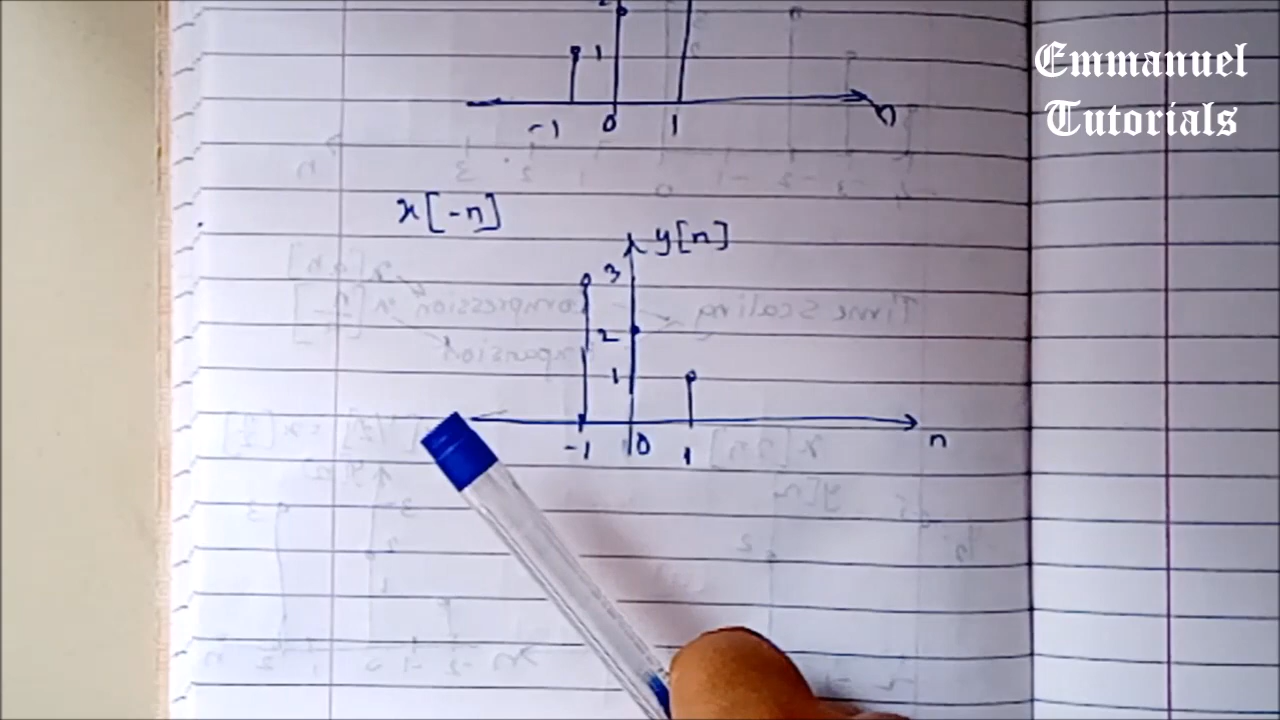 Emmanuel
Tutorials
2
1
-1 0 1 n
x[-n]
y[n]
3
2
1
-1 0 1 n